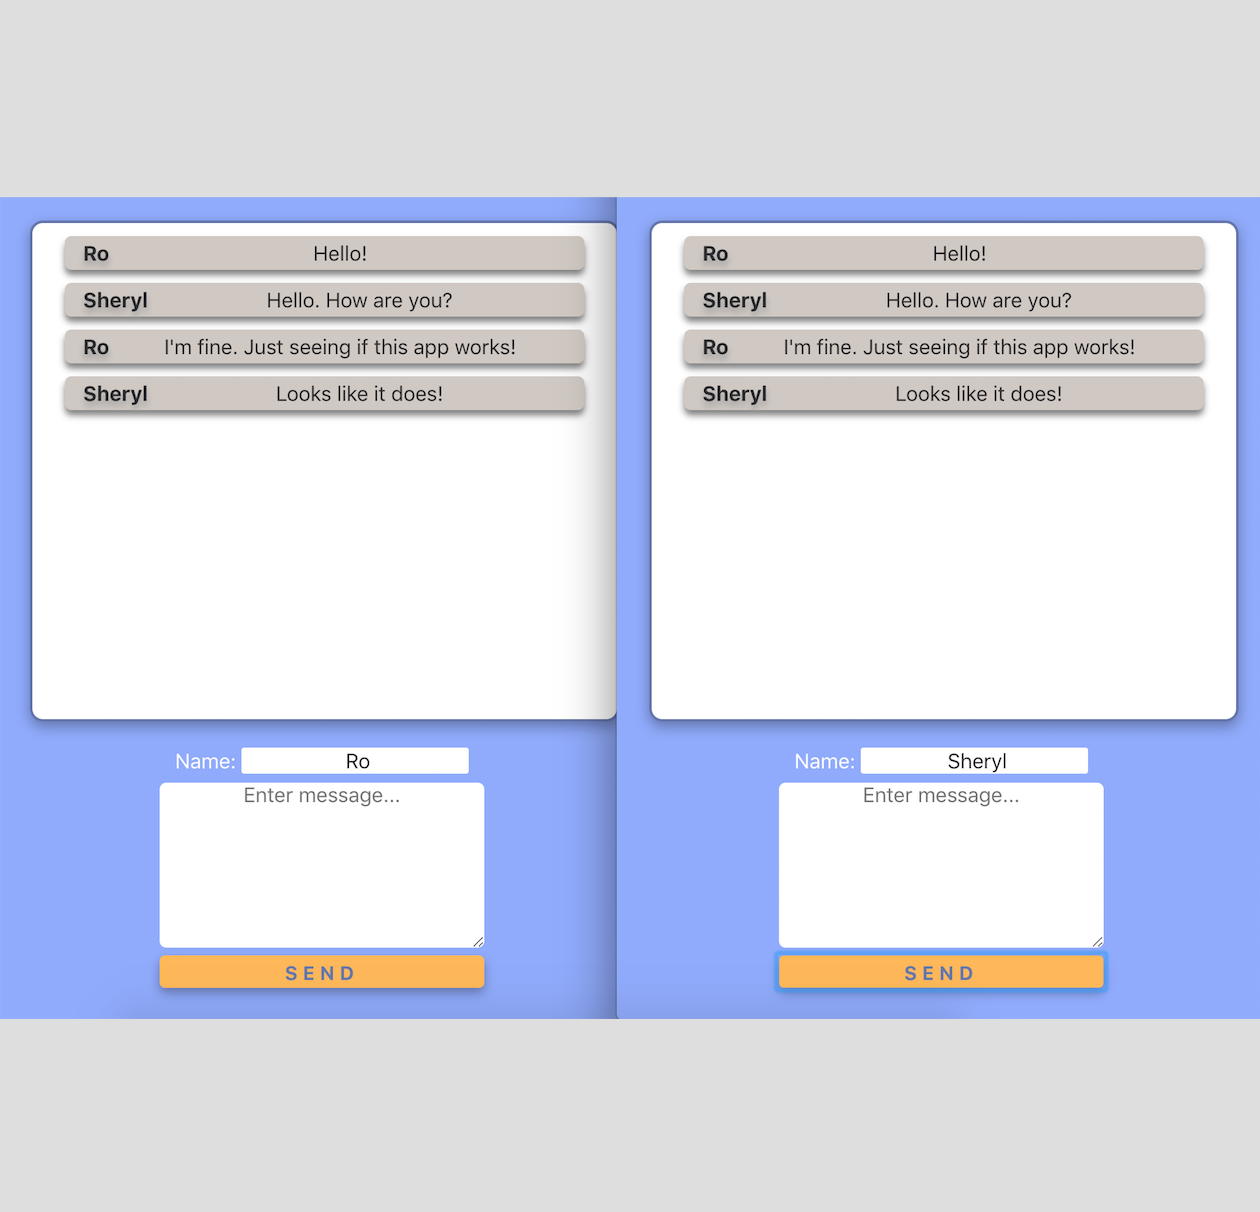 Ro Hello!
Sheryl Hello. How are you?
Ro I'm fine. Just seeing if this app works!
Sheryl Looks like it does!
Name: Ro
Enter message...
SEND
Ro Hello!
Sheryl Hello. How are you?
Ro I'm fine. Just seeing if this app works!
Sheryl Looks like it does!
Name: Sheryl
Enter message...
SEND